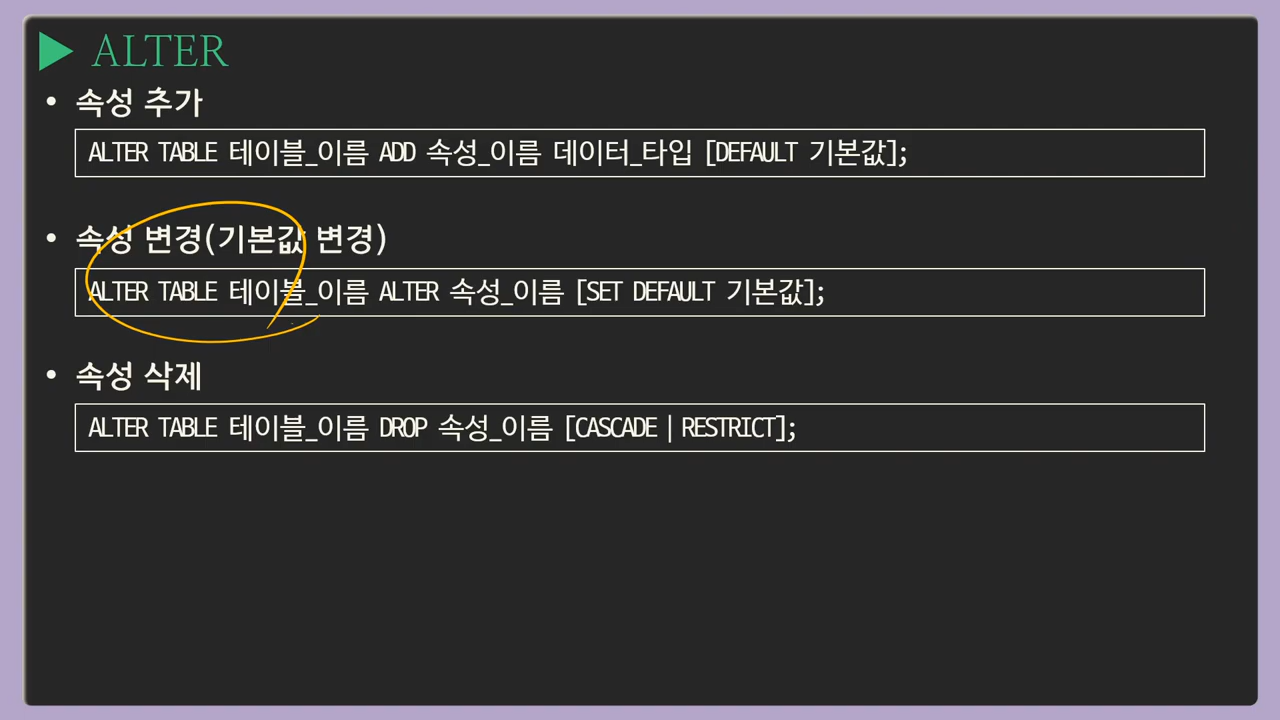 ▶ ALTER
• 속성 추가
ALTER TABLE 테이블_이름 ADD 속성_이름 데이터_타입 [DEFAULT 기본값];
• 속성 변경(기본값 변경)
ALTER TABLE 테이블_이름 ALTER 속성_이름 [SET DEFAULT 기본값];
• 속성 삭제
ALTER TABLE 테이블_이름 DROP 속성_이름 [CASCADE | RESTRICT];